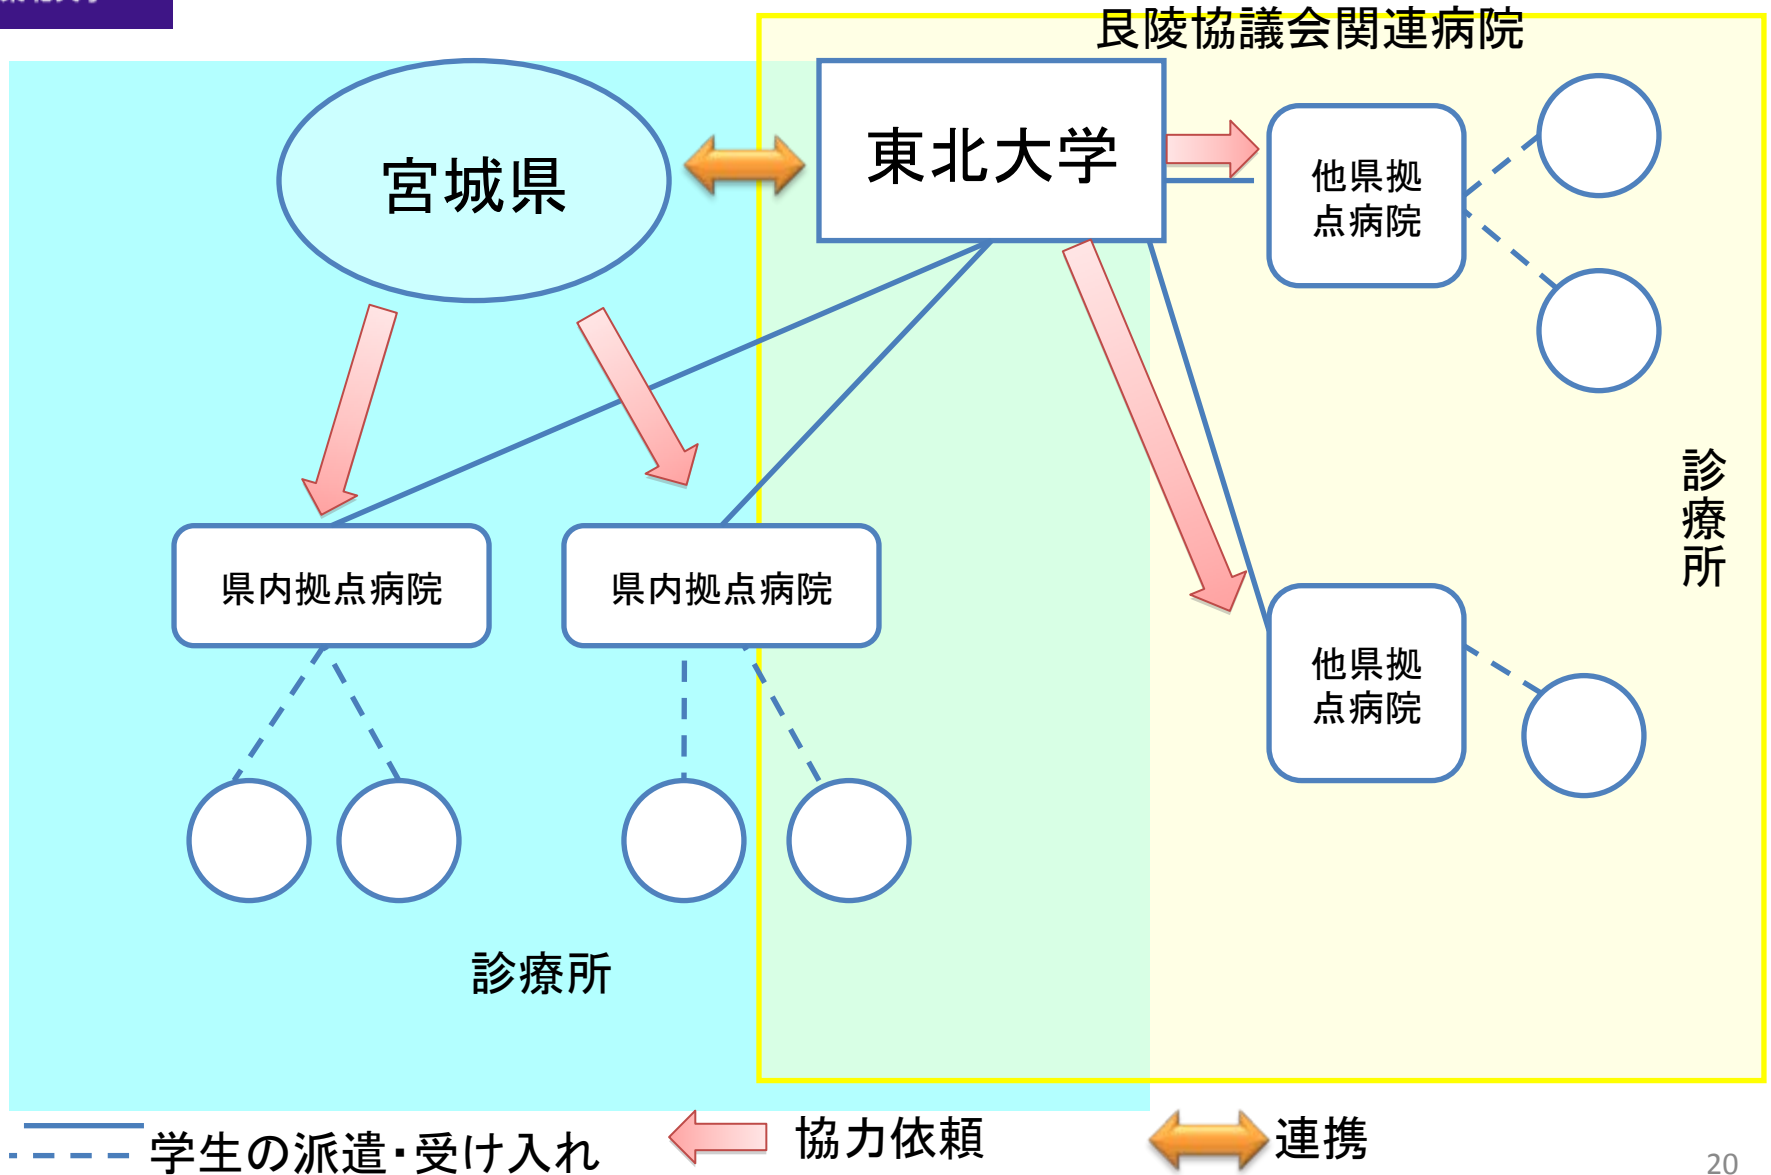 艮陵協議会関連病院
宮城県
東北大学
他県拠
点病院
診療所
県内拠点病院
県内拠点病院
他県拠
点病院
診療所
学生の派遣・受け入れ
協力依頼
連携
20